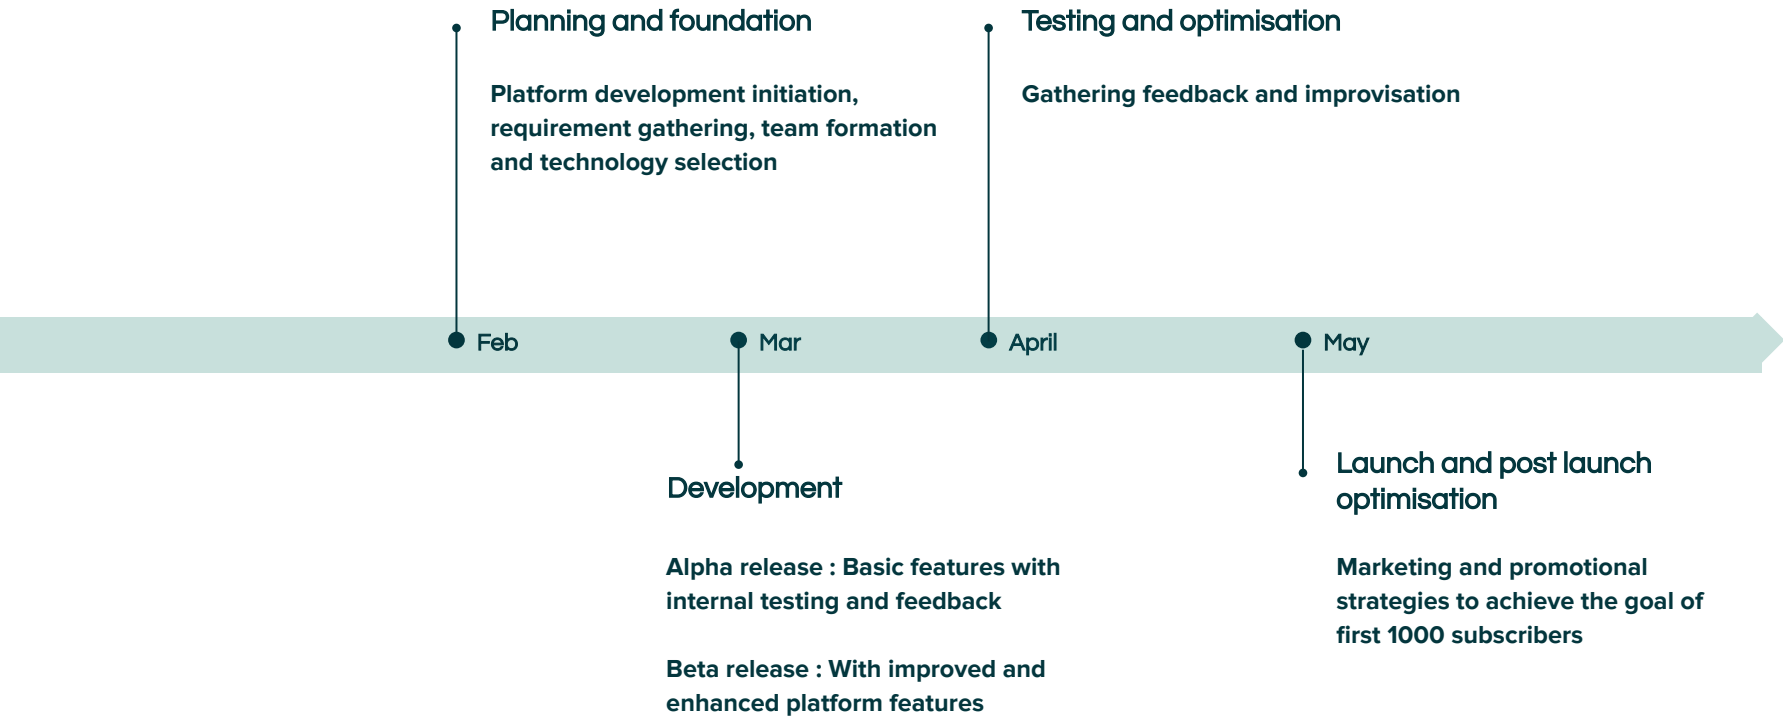 Planning and foundation
Platform development initiation,
requirement gathering, team formation
and technology selection
Testing and optimisation
Gathering feedback and improvisation
Feb
Mar
April
May
Development
Alpha release : Basic features with
internal testing and feedback
Beta release : With improved and
enhanced platform features
Launch and post launch
optimisation
Marketing and promotional
strategies to achieve the goal of
first 1000 subscribers